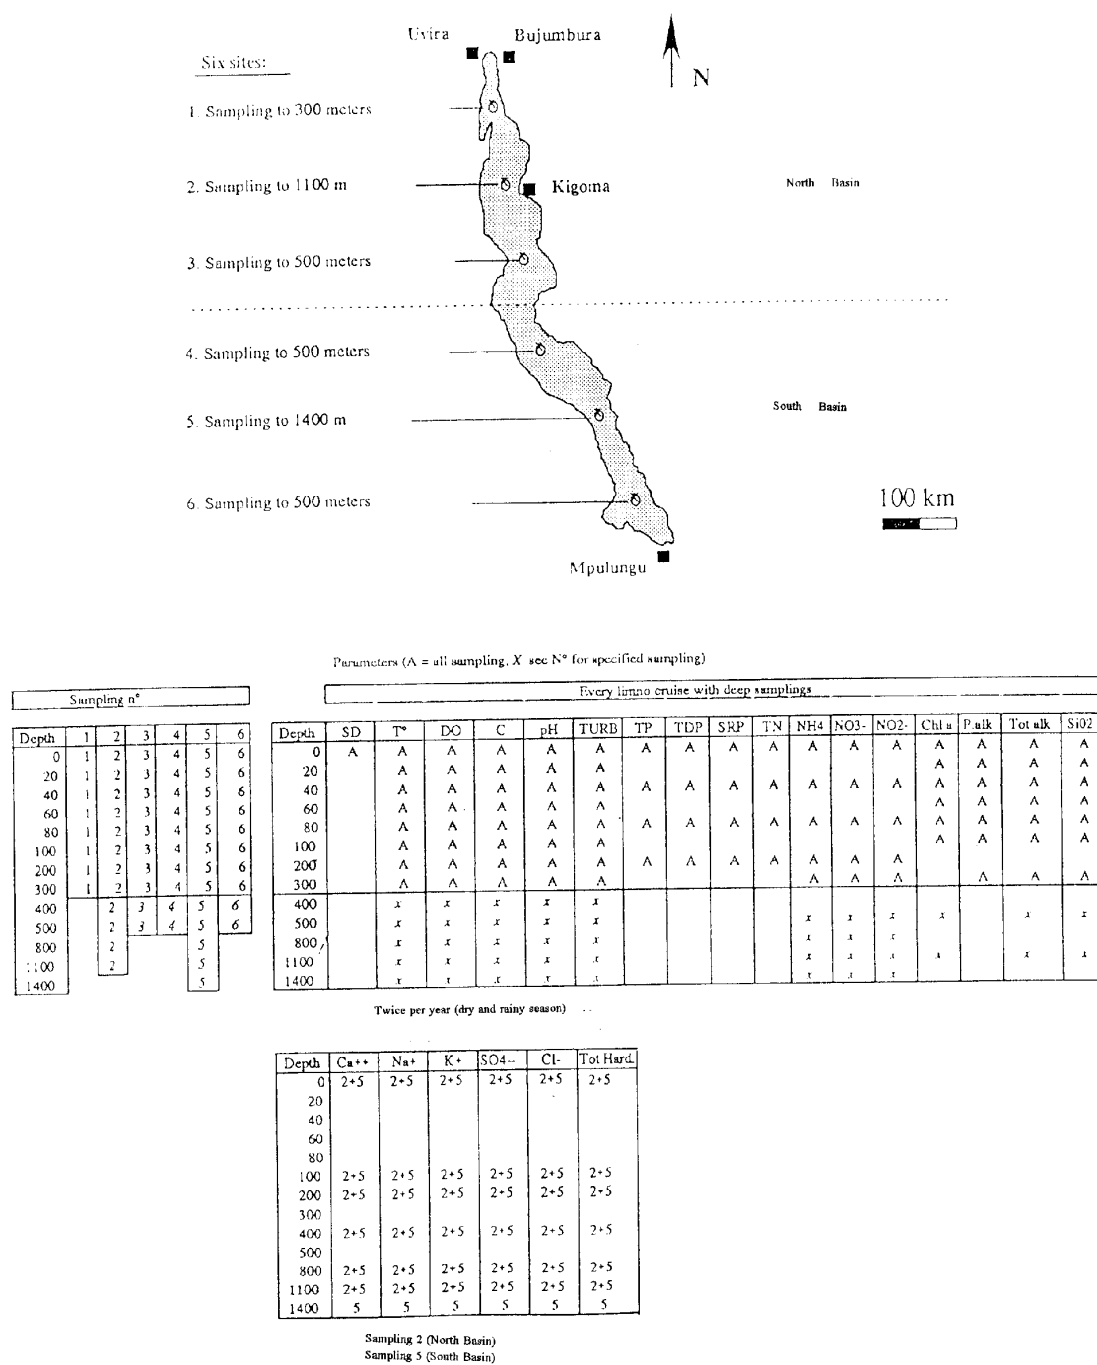 Uvira Bujumbura
Six sites:
N
1. Sampling to 300 meters
2. Sampling to 1100 m
Kigoma
North Basin
3. Sampling to 500 meters
4. Sampling to 500 meters
South Basin
5. Sampling to 1400 m
6. Sampling to 500 meters
100 km
Mpulungu
Parameters (A = all sampling, X see N° for specified sampling)
Sampling n°
Depth 1 2 3 4 5 6
0 1 2 3 4 5 6
20 1 2 3 4 5 6
40 1 2 3 4 5 6
60 1 2 3 4 5 6
80 1 2 3 4 5 6
100 1 2 3 4 5 6
200 1 2 3 4 5 6
300 1 2 3 4 5 6
400 2 3 4 5 6
500 2 3 4 5 6
800 2 5
1100 2 5
1400 5
Every limno cruise with deep samplings
Depth SD T° DO C pH TURB TP TDP SRP TN NH4 NO3- NO2- Chl a P.alk Tot alk Si02
0 A A A A A A A A A A A A A A A A A
20 A A A A A A A A A
40 A A A A A A A A A A A A A A A A
60 A A A A A A A A A
80 A A A A A A A A A A A A A A A A
100 A A A A A A A A A
200 A A A A A A A A A A A A
300 A A A A A A A A A A A
400 x x x x x
500 x x x x x x x x x x x
800 x x x x x x x x
1100 x x x x x x x x x x x
1400 x x x x x x x x
Twice per year (dry and rainy season)
Depth Ca++ Na+ K+ SO4-- Cl- Tot Hard.
0 2+5 2+5 2+5 2+5 2+5 2+5
20
40
60
80
100 2+5 2+5 2+5 2+5 2+5 2+5
200 2+5 2+5 2+5 2+5 2+5 2+5
300
400 2+5 2+5 2+5 2+5 2+5 2+5
500
800 2+5 2+5 2+5 2+5 2+5 2+5
1100 2+5 2+5 2+5 2+5 2+5 2+5
1400 5 5 5 5 5 5
Sampling 2 (North Basin)
Sampling 5 (South Basin)